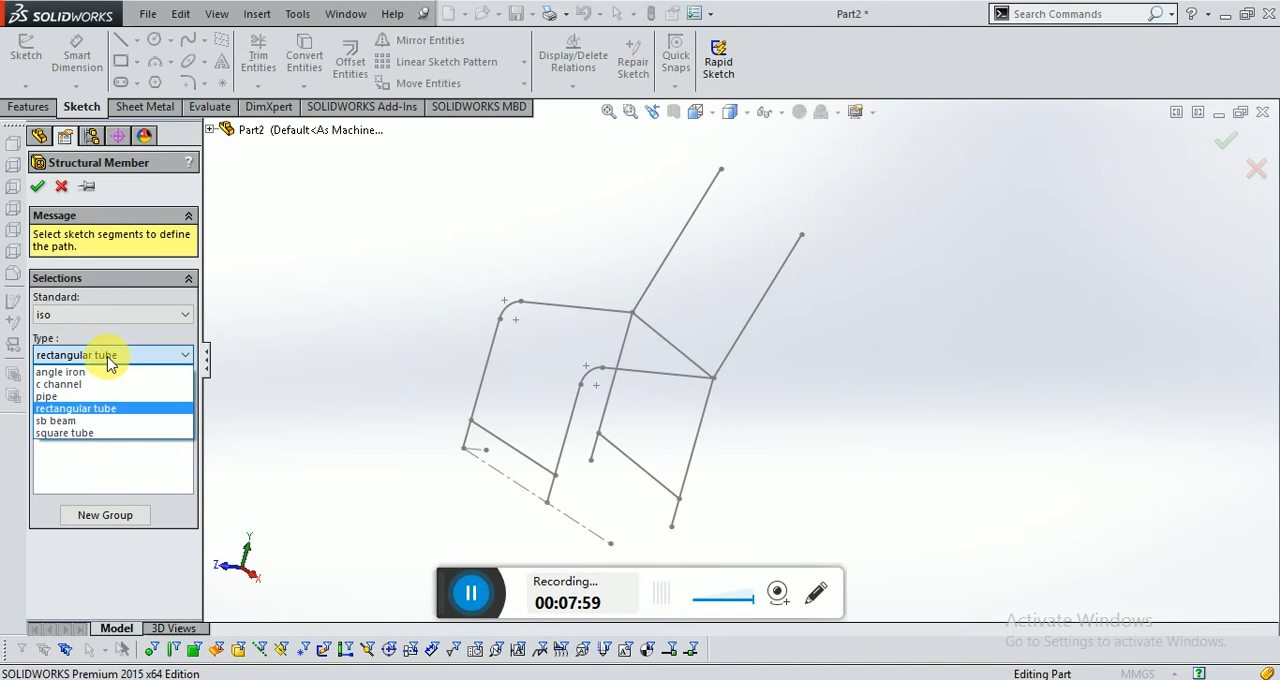 SOLIDWORKS File Edit View Insert Tools Window Help Part2 * Search Commands
Sketch Smart Dimension Trim Entities Convert Entities Offset Entities Mirror Entities Linear Sketch Pattern Move Entities Display/Delete Relations Repair Sketch Quick Snaps Rapid Sketch
Features Sketch Sheet Metal Evaluate DimXpert SOLIDWORKS Add-Ins SOLIDWORKS MBD
Part2 (Default<As Machine...
Structural Member ?
Message
Select sketch segments to define
the path.
Selections
Standard:
iso
Type :
rectangular tube
angle iron
c channel
pipe
rectangular tube
sb beam
square tube
New Group
Y
Z
X
Recording...
00:07:59
Activate Windows
Go to Settings to activate Windows.
Model 3D Views
SOLIDWORKS Premium 2015 x64 Edition Editing Part MMGS